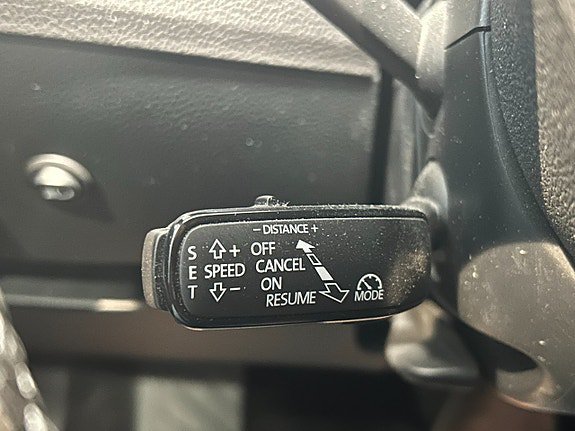 − DISTANCE +
S + OFF
E SPEED CANCEL
T − ON
RESUME MODE